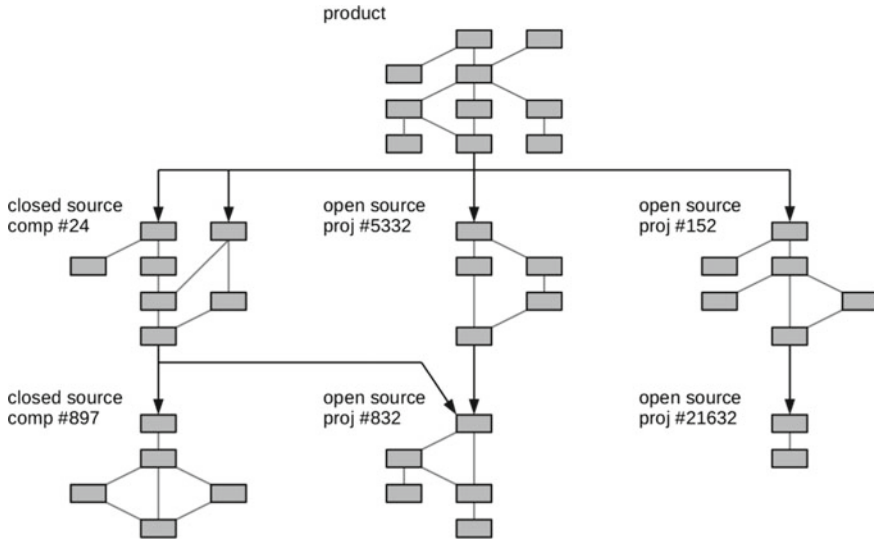 product
closed source
comp #24
open source
proj #5332
open source
proj #152
closed source
comp #897
open source
proj #832
open source
proj #21632